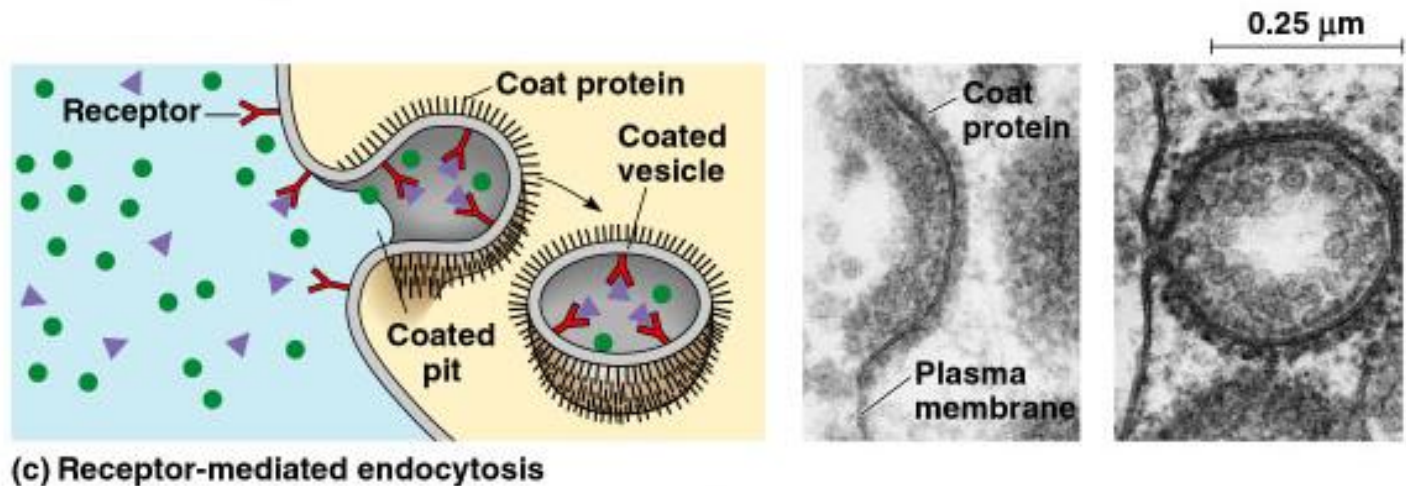 0.25 μm
Receptor
Coat protein
Coated
vesicle
Coated
pit
Coat
protein
Plasma
membrane
(c) Receptor-mediated endocytosis